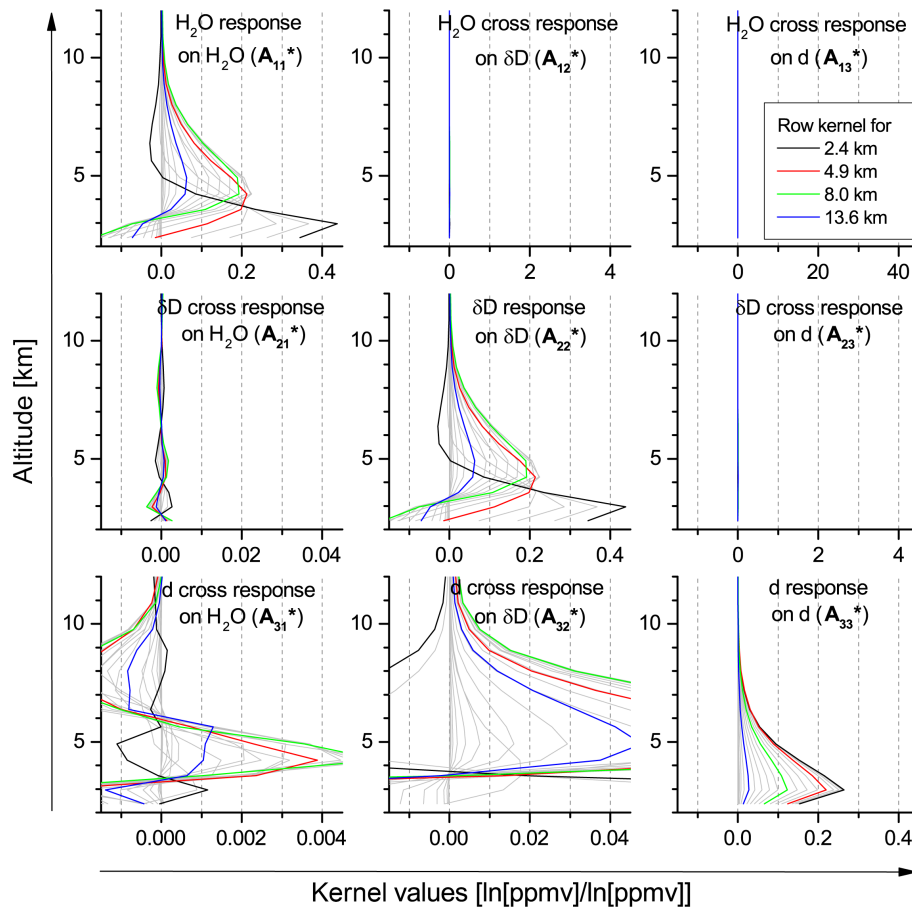 H2O response
on H2O (A11*)
H2O cross response
on δD (A12*)
H2O cross response
on d (A13*)
Row kernel for
2.4 km
4.9 km
8.0 km
13.6 km
10
5
0.0 0.2 0.4
0 2 4
0 20 40
δD cross response
on H2O (A21*)
δD response
on δD (A22*)
δD cross response
on d (A23*)
10
5
0.000 0.002 0.004
0.0 0.2 0.4
0 2 4
d cross response
on H2O (A31*)
d cross response
on δD (A32*)
d response
on d (A33*)
10
5
0.000 0.002 0.004
0.00 0.02 0.04
0.0 0.2 0.4
Altitude [km]
Kernel values [ln[ppmv]/ln[ppmv]]